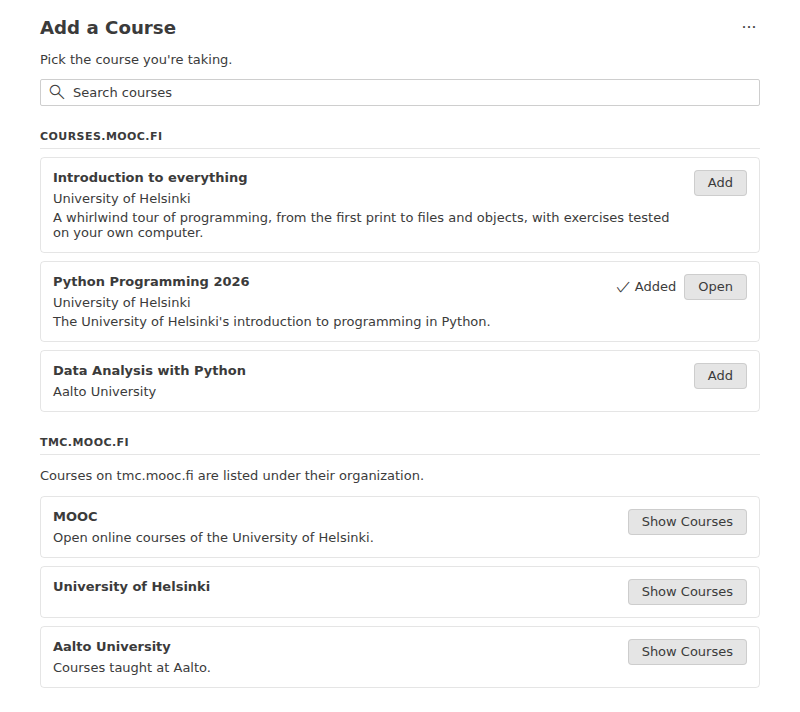 Add a Course
Pick the course you're taking.
Search courses
COURSES.MOOC.FI
Introduction to everything
Add
University of Helsinki
A whirlwind tour of programming, from the first print to files and objects, with exercises tested
on your own computer.
Python Programming 2026
Added
Open
University of Helsinki
The University of Helsinki's introduction to programming in Python.
Data Analysis with Python
Add
Aalto University
TMC.MOOC.FI
Courses on tmc.mooc.fi are listed under their organization.
MOOC
Show Courses
Open online courses of the University of Helsinki.
University of Helsinki
Show Courses
Aalto University
Show Courses
Courses taught at Aalto.